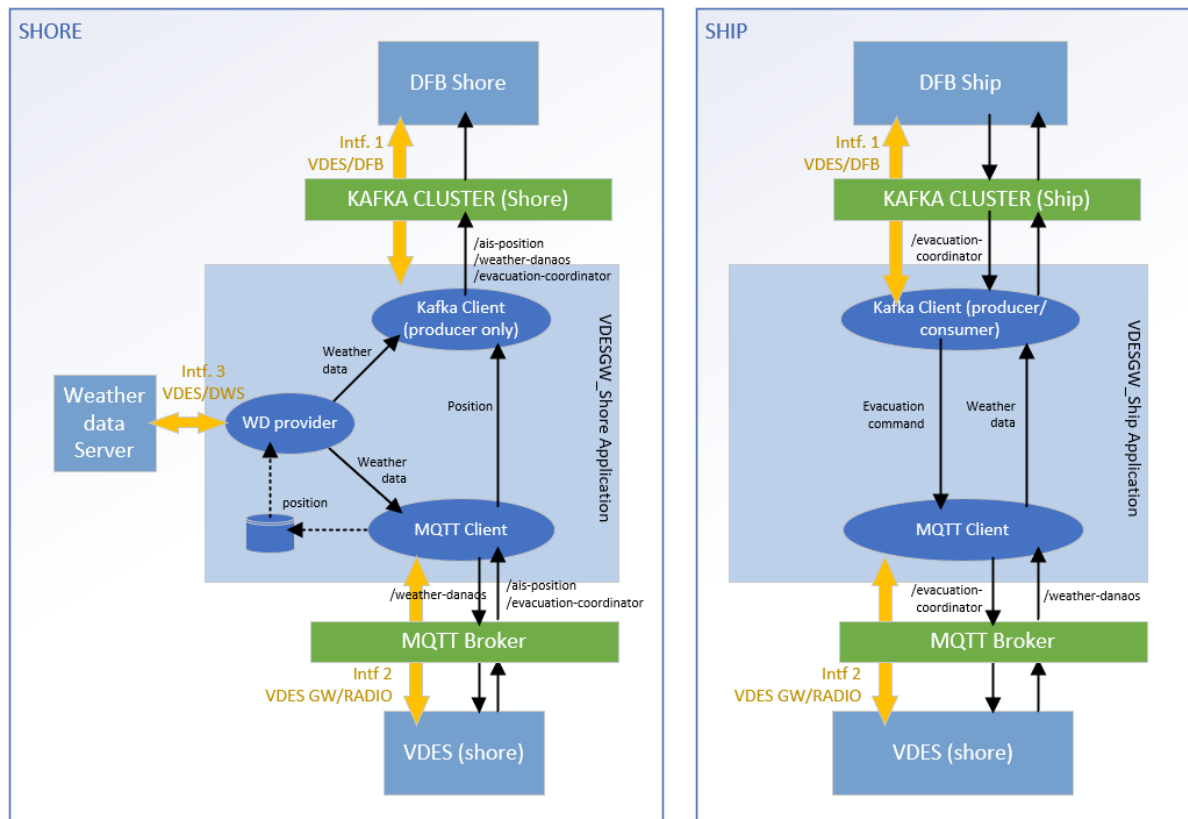 SHORE
DFB Shore
Intf. 1
VDES/DFB
KAFKA CLUSTER (Shore)
/ais-position
/weather-danaos
/evacuation-coordinator
Kafka Client
(producer only)
Weather
data
Intf. 3
VDES/DWS
Weather
data
Server
WD provider
Position
VDESGW_Shore Application
Weather
data
position
MQTT Client
/weather-danaos
/ais-position
/evacuation-coordinator
MQTT Broker
Intf 2
VDES GW/RADIO
VDES (shore)
SHIP
DFB Ship
Intf. 1
VDES/DFB
KAFKA CLUSTER (Ship)
/evacuation-
coordinator
Kafka Client (producer/
consumer)
Evacuation
command
Weather
data
VDESGW_Ship Application
MQTT Client
/evacuation-
coordinator
/weather-danaos
MQTT Broker
Intf 2
VDES GW/RADIO
VDES (shore)